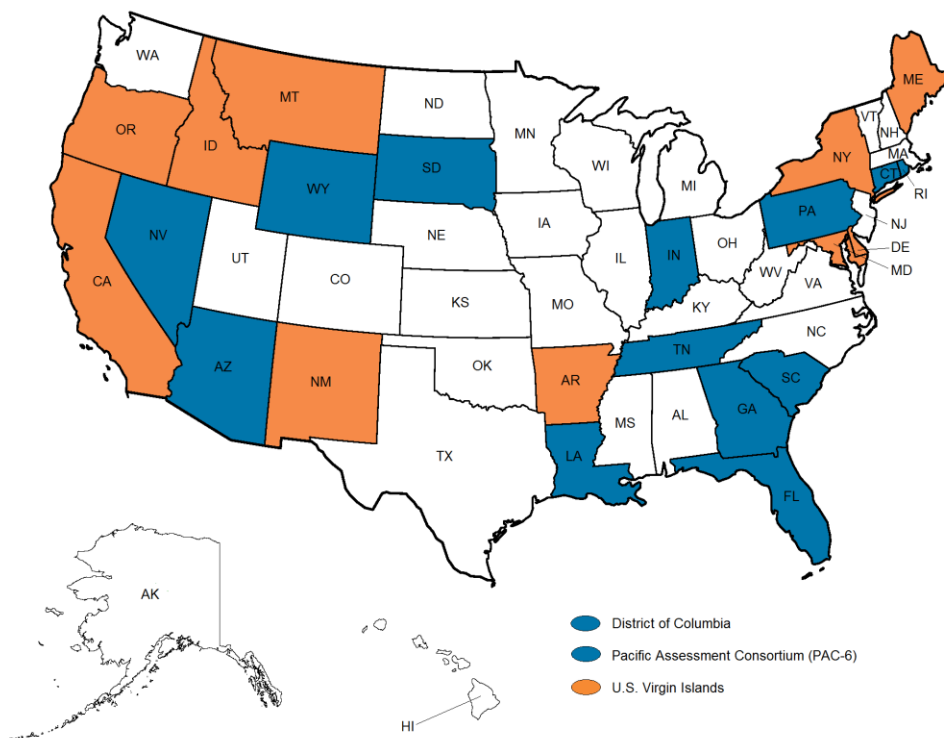 WA
MT
ND
MN
ME
VT
NH
OR
ID
WY
SD
WI
MI
NY
MA
CT
RI
NV
UT
CO
NE
IA
IL
IN
OH
PA
NJ
DE
MD
CA
KS
MO
KY
WV
VA
AZ
NM
OK
AR
TN
NC
SC
TX
LA
MS
AL
GA
FL
AK
HI
District of Columbia
Pacific Assessment Consortium (PAC-6)
U.S. Virgin Islands